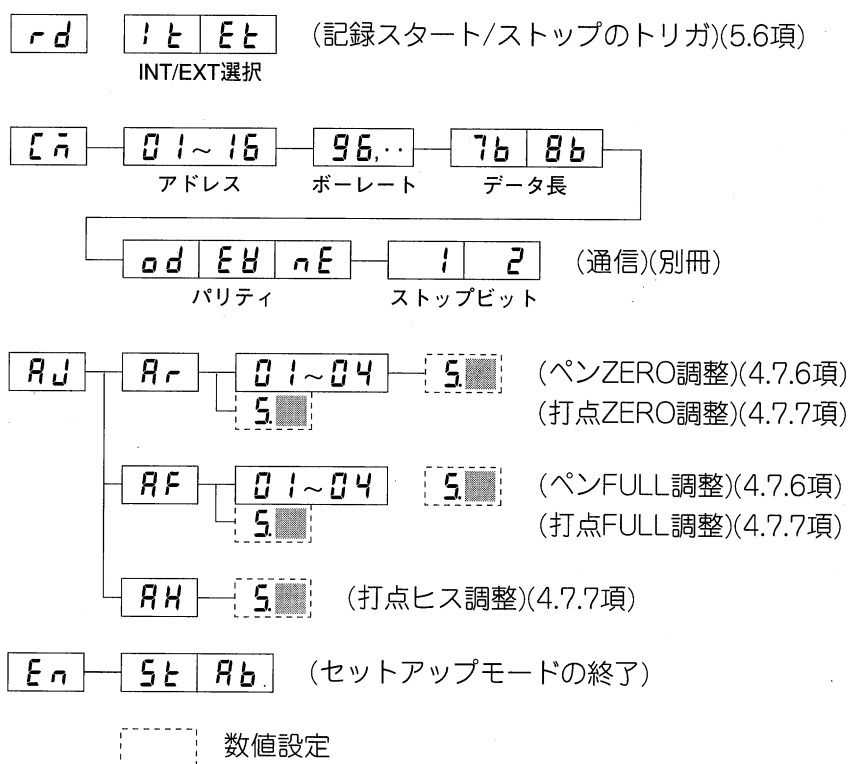 rd It Et (記録スタート/ストップのトリガ)(5.6項)
INT/EXT選択
Cm 01~16 96,・・ 7b 8b
アドレス ボーレート データ長
od EV nE 1 2 (通信)(別冊)
パリティ ストップビット
AJ Ar 01~04 S. (ペンZERO調整)(4.7.6項)
S. (打点ZERO調整)(4.7.7項)
AF 01~04 S. (ペンFULL調整)(4.7.6項)
S. (打点FULL調整)(4.7.7項)
AH S. (打点ヒス調整)(4.7.7項)
En St Ab. (セットアップモードの終了)
数値設定